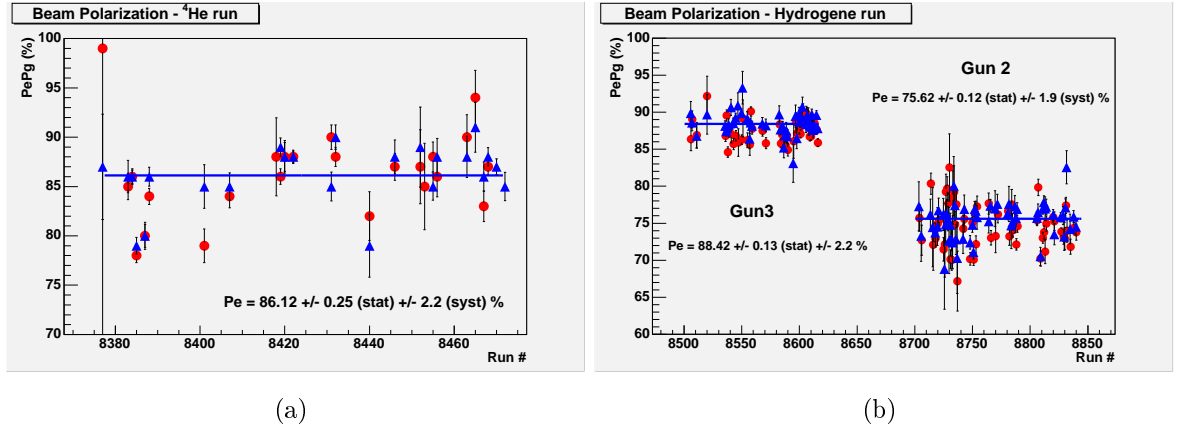 Beam Polarization - ⁴He run
PePg (%)
100
95
90
85
80
75
70
8380 8400 8420 8440 8460
Run #
Pe = 86.12 +/- 0.25 (stat) +/- 2.2 (syst) %
(a)
Beam Polarization - Hydrogene run
PePg (%)
100
95
90
85
80
75
70
65
60
8500 8550 8600 8650 8700 8750 8800 8850
Run #
Gun 2
Pe = 75.62 +/- 0.12 (stat) +/- 1.9 (syst) %
Gun3
Pe = 88.42 +/- 0.13 (stat) +/- 2.2 %
(b)